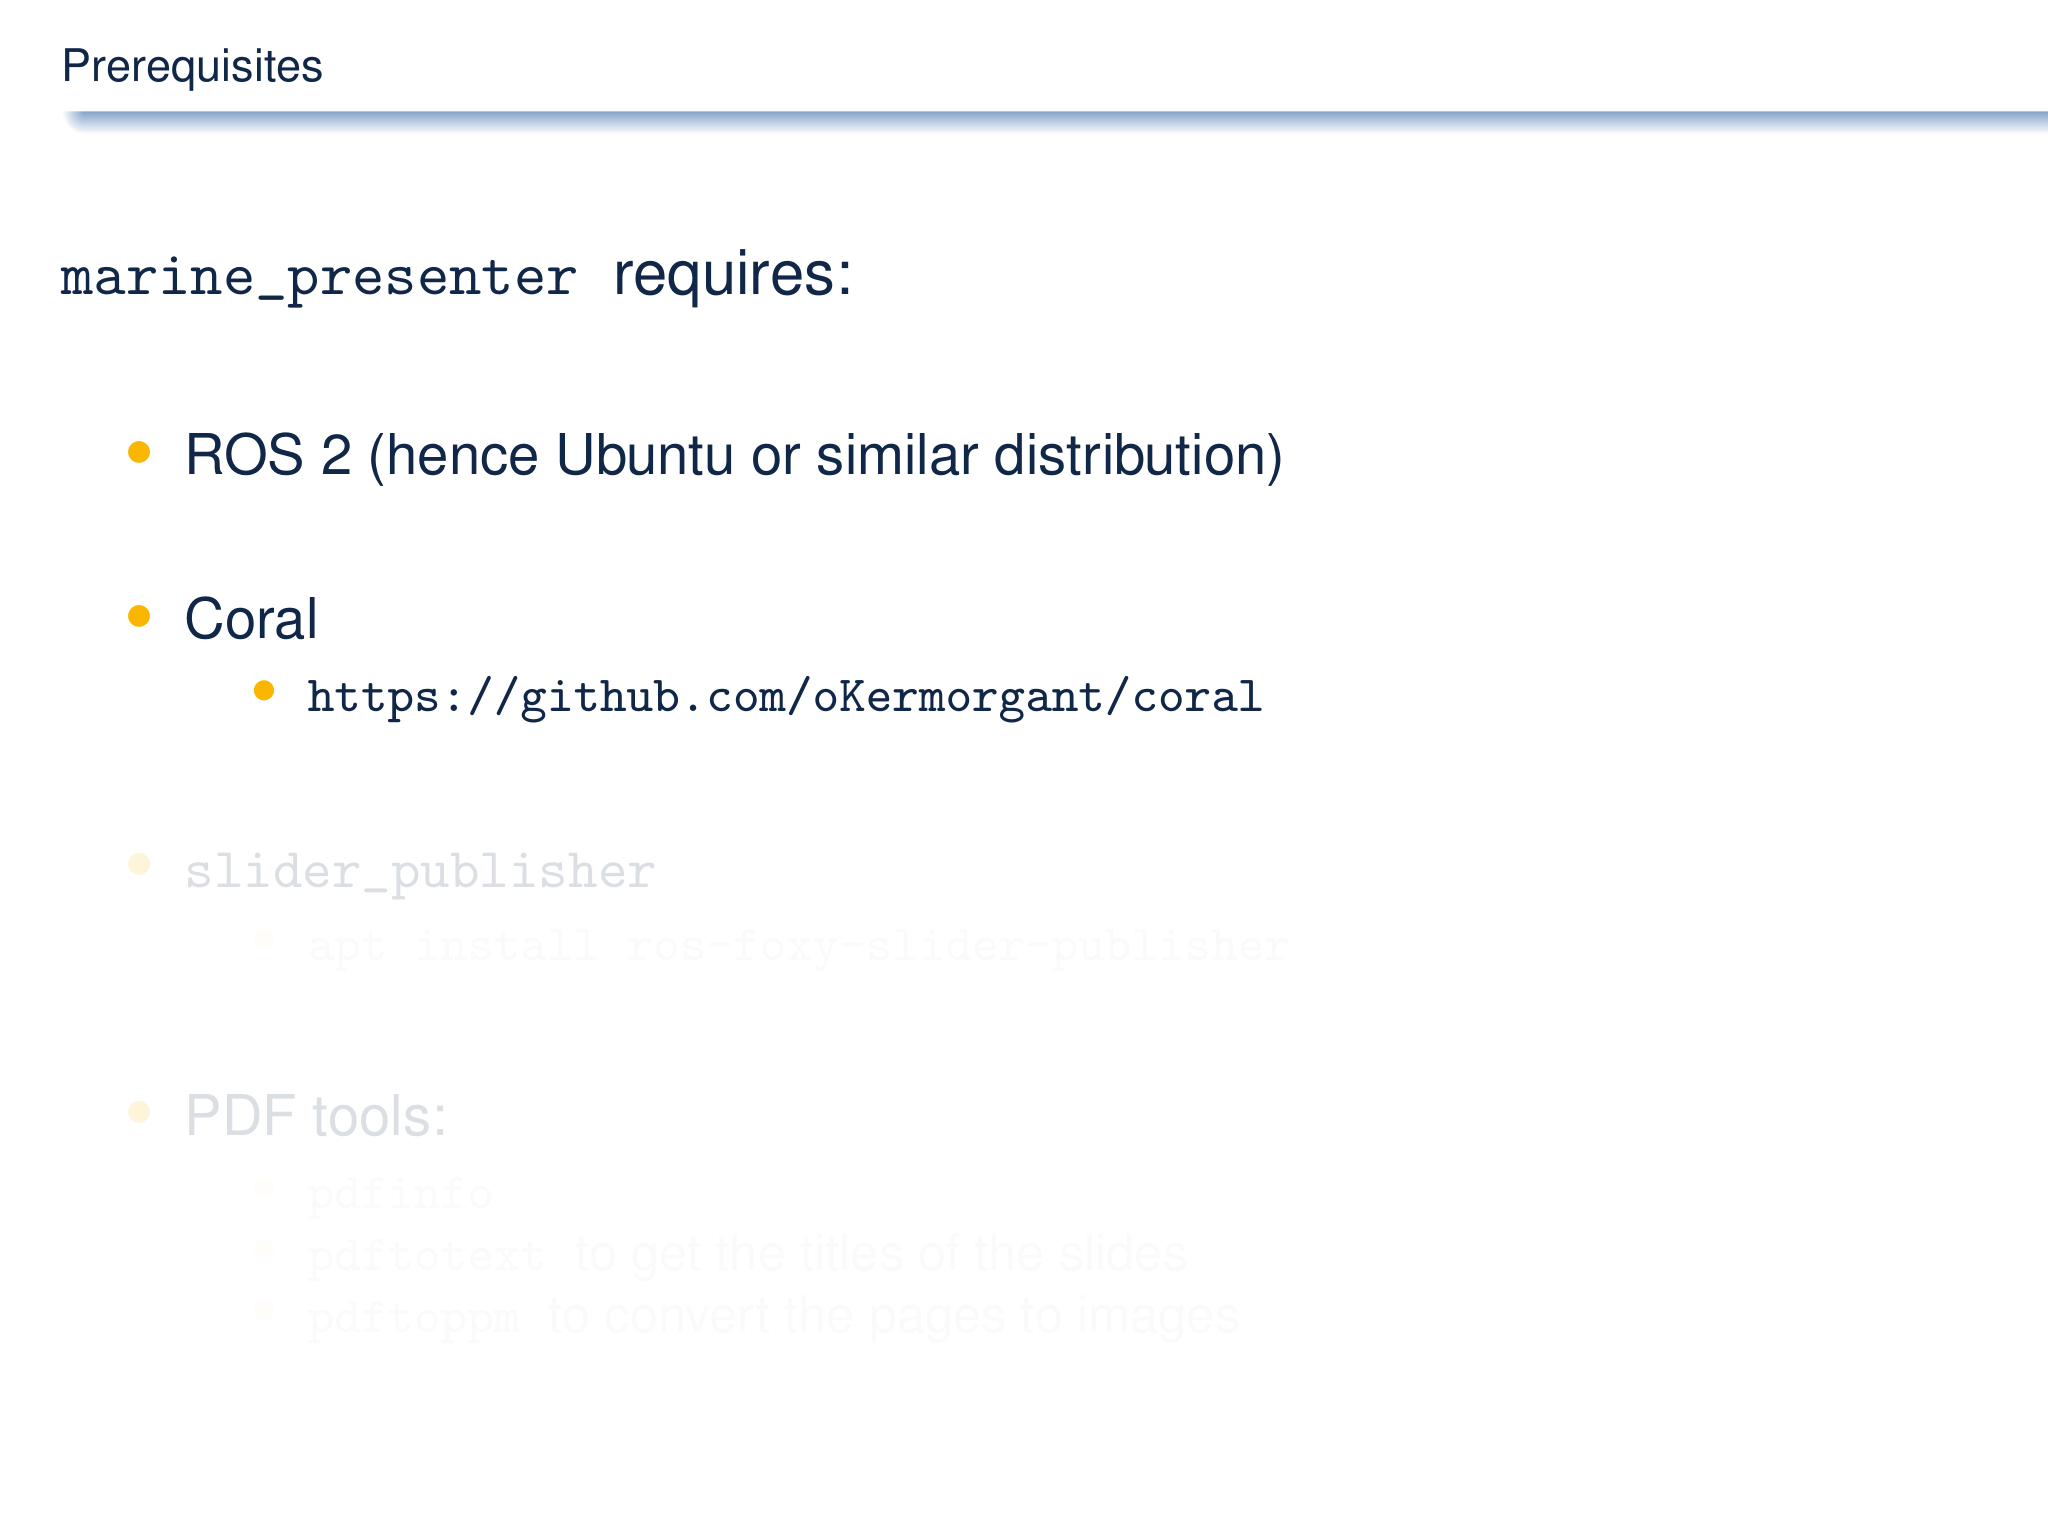 Prerequisites
marine_presenter requires:
ROS 2 (hence Ubuntu or similar distribution)
Coral
https://github.com/oKermorgant/coral
slider_publisher
apt install ros-foxy-slider-publisher
PDF tools:
pdfinfo
pdftotext to get the titles of the slides
pdftoppm to convert the pages to images